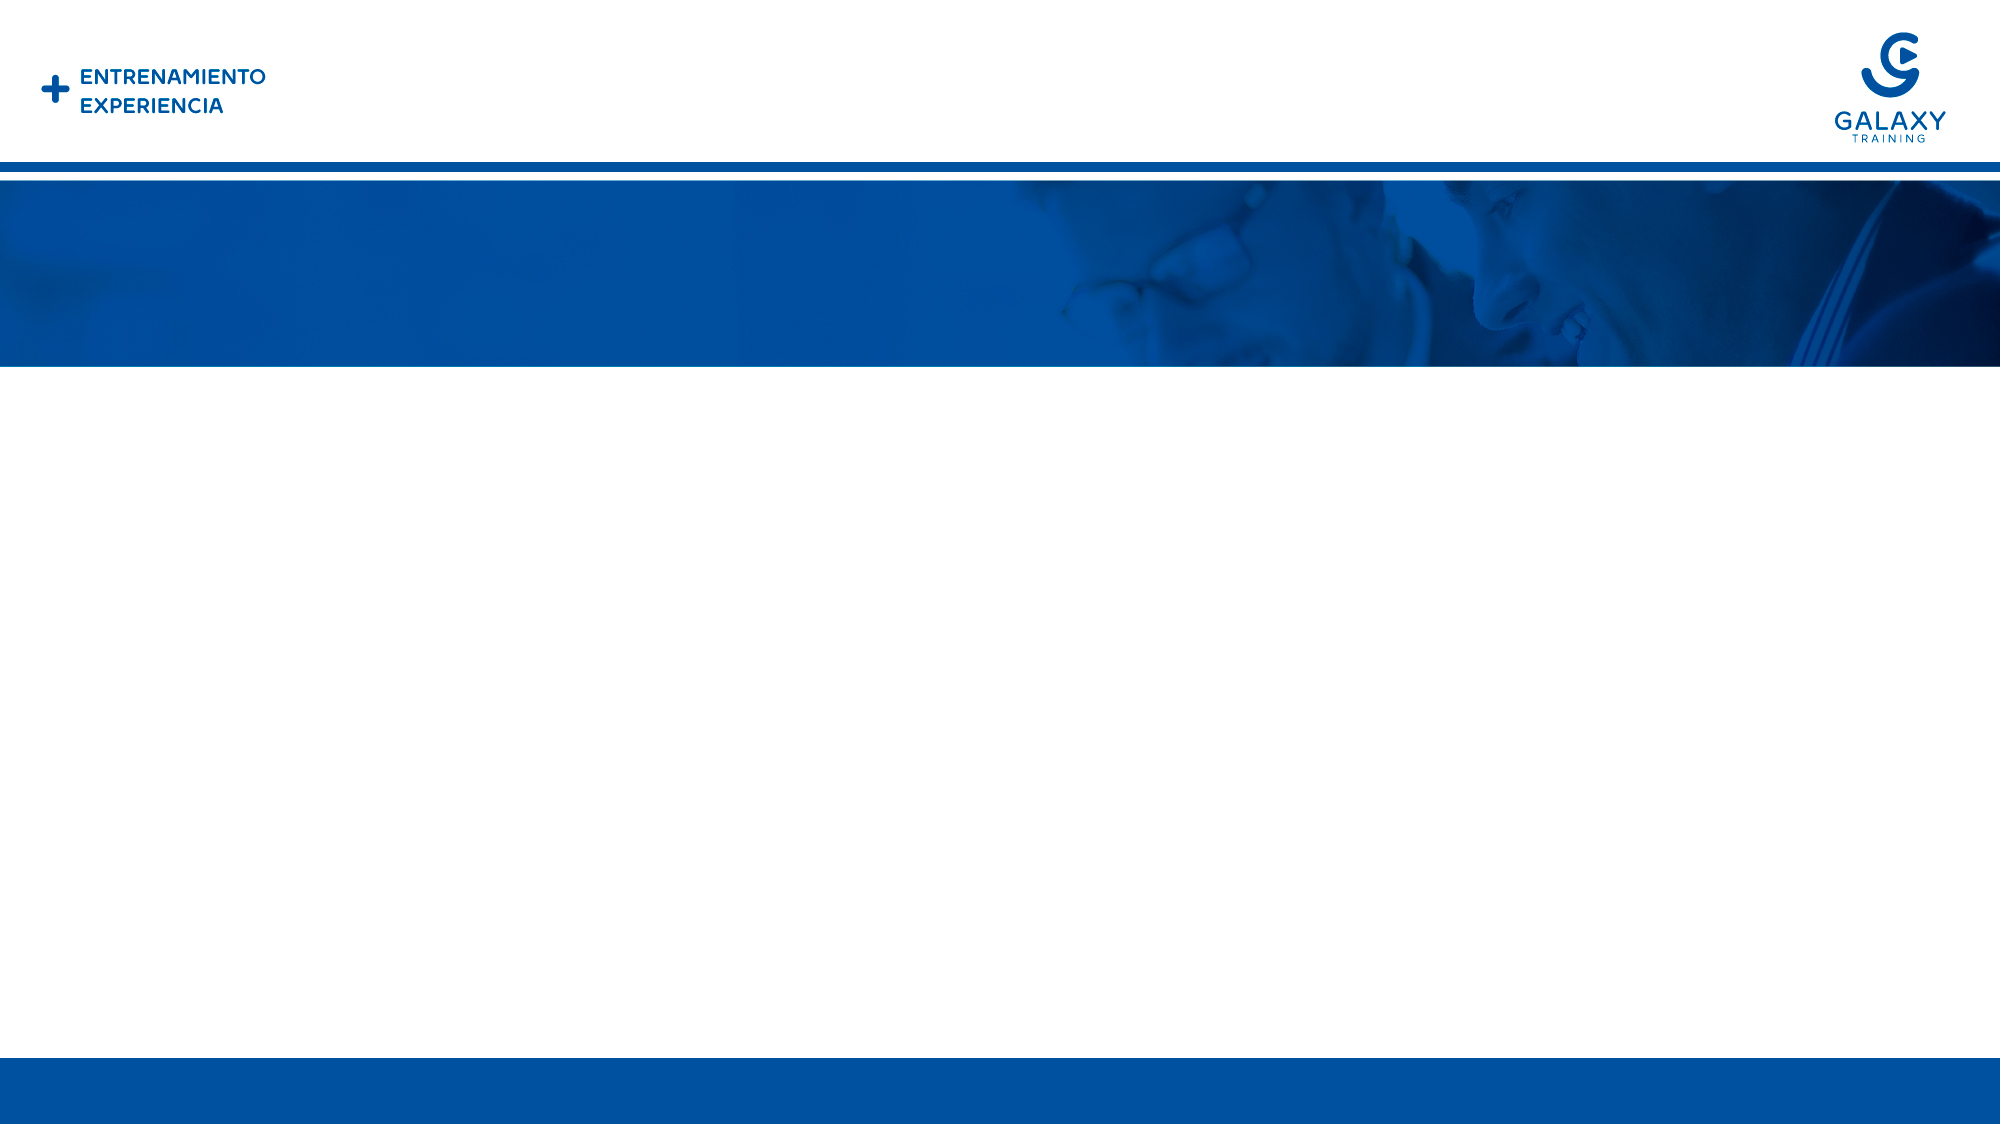 + ENTRENAMIENTO
EXPERIENCIA
GALAXY
TRAINING